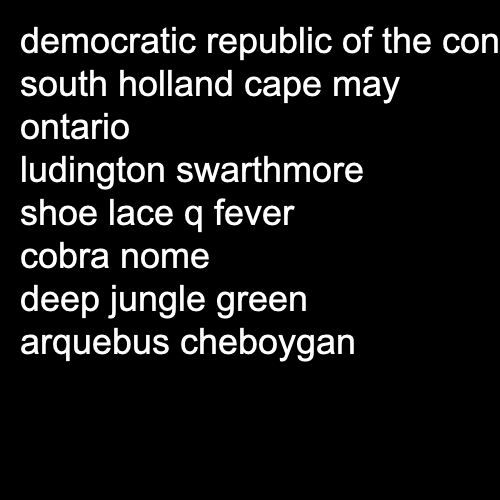 democratic republic of the con
south holland cape may
ontario
ludington swarthmore
shoe lace q fever
cobra nome
deep jungle green
arquebus cheboygan